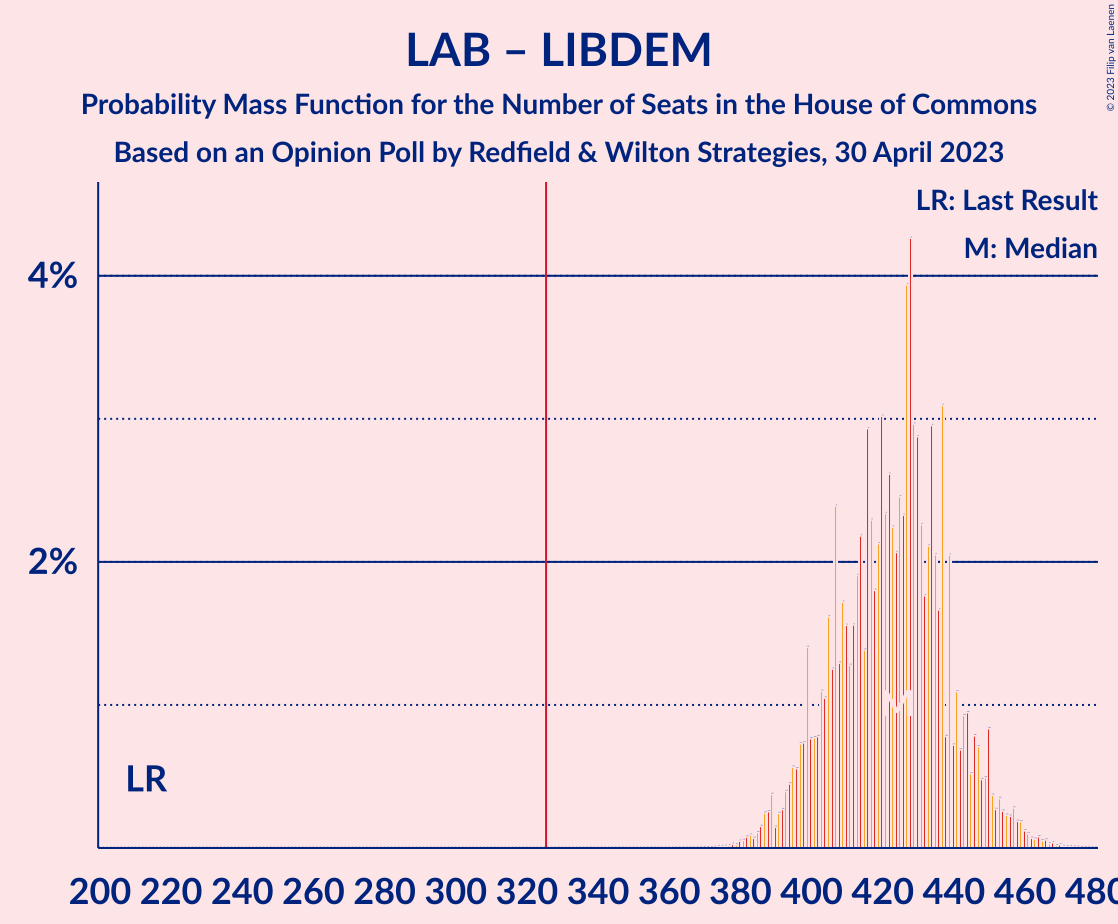 LAB – LIBDEM
Probability Mass Function for the Number of Seats in the House of Commons
Based on an Opinion Poll by Redfield & Wilton Strategies, 30 April 2023
© 2023 Filip van Laenen
LR: Last Result
M: Median
4%
2%
LR
M
200 220 240 260 280 300 320 340 360 380 400 420 440 460 480